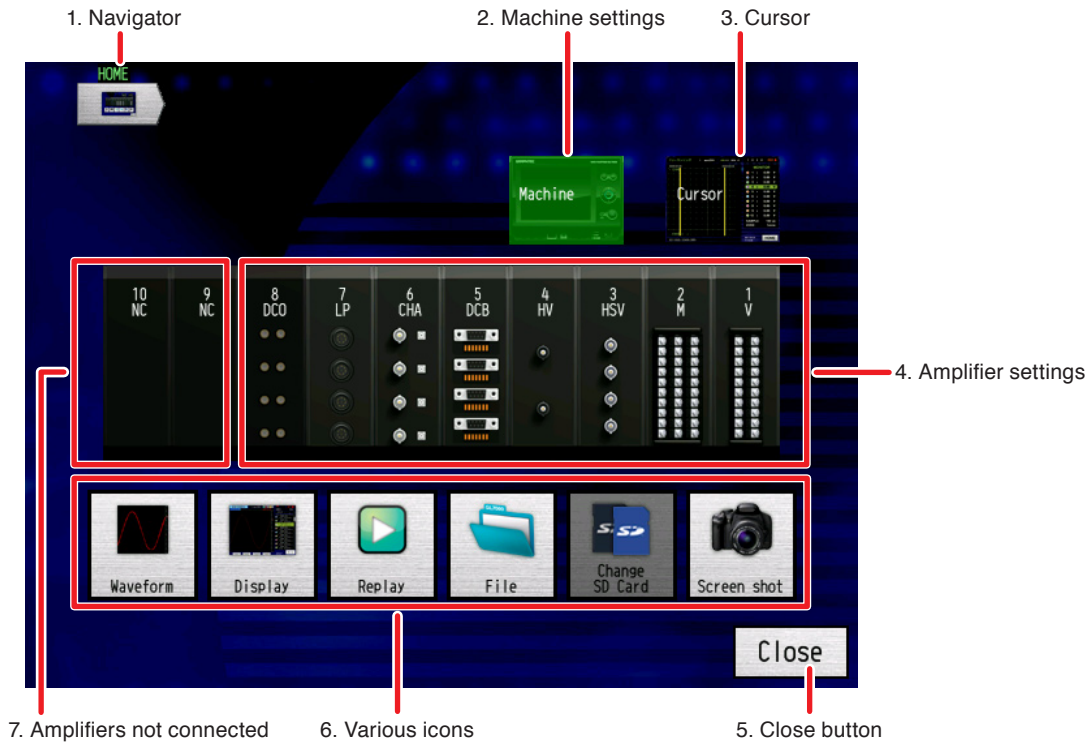 1. Navigator
2. Machine settings
3. Cursor
HOME
Machine
Cursor
10 9 8 7 6 5 4 3 2 1
NC NC DCO LP CHA DCB HV HSV M V
4. Amplifier settings
Waveform
Display
Replay
File
Change
SD Card
Screen shot
Close
7. Amplifiers not connected
6. Various icons
5. Close button